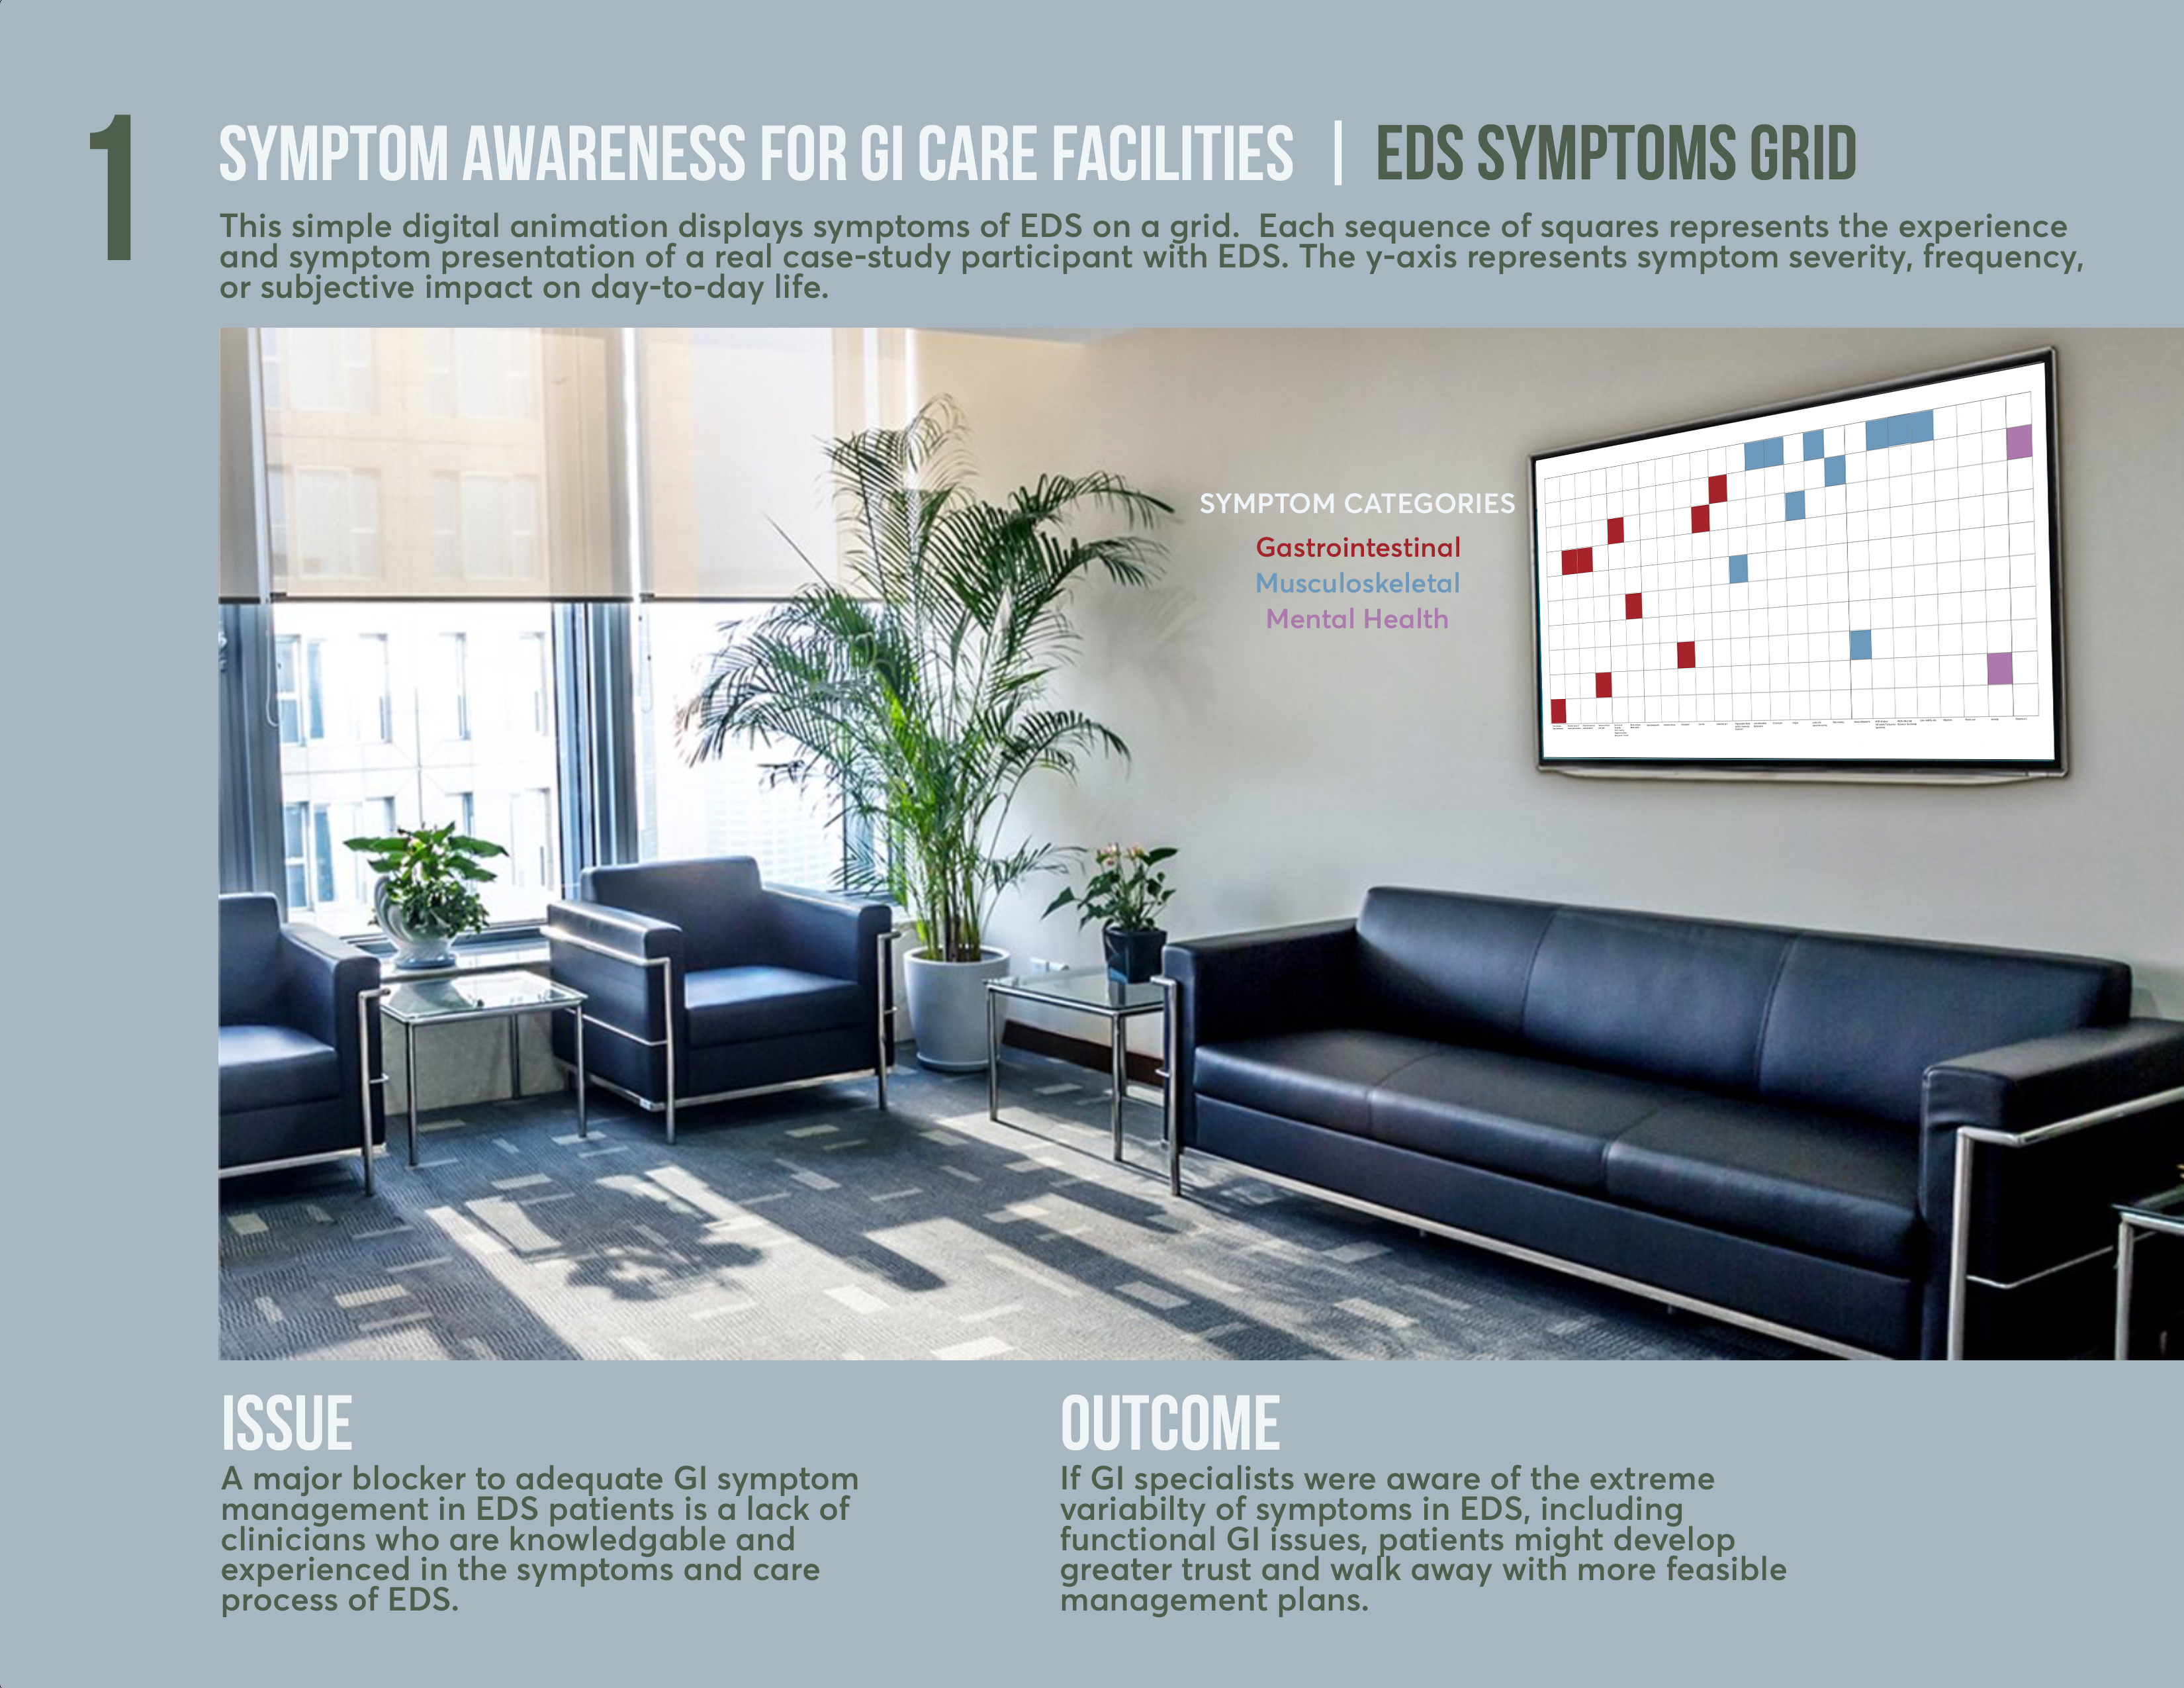 1
SYMPTOM AWARENESS FOR GI CARE FACILITIES | EDS SYMPTOMS GRID
This simple digital animation displays symptoms of EDS on a grid. Each sequence of squares represents the experience
and symptom presentation of a real case-study participant with EDS. The y-axis represents symptom severity, frequency,
or subjective impact on day-to-day life.
SYMPTOM CATEGORIES
Gastrointestinal
Musculoskeletal
Mental Health
ISSUE
A major blocker to adequate GI symptom
management in EDS patients is a lack of
clinicians who are knowledgable and
experienced in the symptoms and care
process of EDS.
OUTCOME
If GI specialists were aware of the extreme
variabilty of symptoms in EDS, including
functional GI issues, patients might develop
greater trust and walk away with more feasible
management plans.